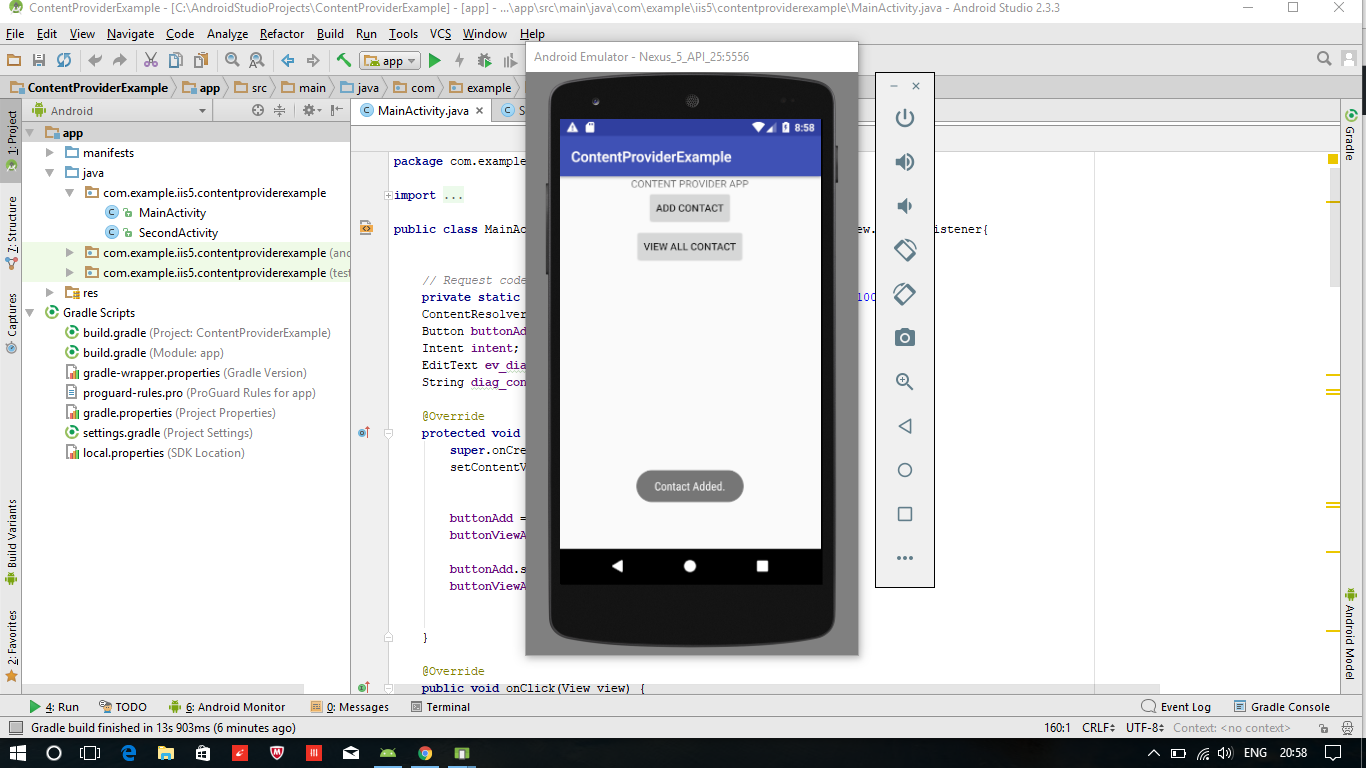 ContentProviderExample - [C:\AndroidStudioProjects\ContentProviderExample] - [app] - ...\app\src\main\java\com\example\iis5\contentproviderexample\MainActivity.java - Android Studio 2.3.3
File Edit View Navigate Code Analyze Refactor Build Run Tools VCS Window Help
app
ContentProviderExample app src main java com example
Android
MainActivity.java
S
1: Project
7: Structure
Captures
Build Variants
2: Favorites
app
manifests
java
com.example.iis5.contentproviderexample
MainActivity
SecondActivity
com.example.iis5.contentproviderexample (and
com.example.iis5.contentproviderexample (test
res
Gradle Scripts
build.gradle (Project: ContentProviderExample)
build.gradle (Module: app)
gradle-wrapper.properties (Gradle Version)
proguard-rules.pro (ProGuard Rules for app)
gradle.properties (Project Properties)
settings.gradle (Project Settings)
local.properties (SDK Location)
package com.example
import ...
public class MainAc
istener{
// Request code
private static
100
ContentResolver
Button buttonAd
Intent intent;
EditText ev_dia
String diag_con
@Override
protected void
super.onCre
setContentV
buttonAdd =
buttonViewA
buttonAdd.s
buttonViewA
}
@Override
public void onClick(View view) {
Android Emulator - Nexus_5_API_25:5556
8:58
ContentProviderExample
CONTENT PROVIDER APP
ADD CONTACT
VIEW ALL CONTACT
Contact Added.
Gradle
Android Model
4: Run TODO 6: Android Monitor 0: Messages Terminal Event Log Gradle Console
Gradle build finished in 13s 903ms (6 minutes ago) 160:1 CRLF UTF-8 Context: <no context>
ENG 20:58